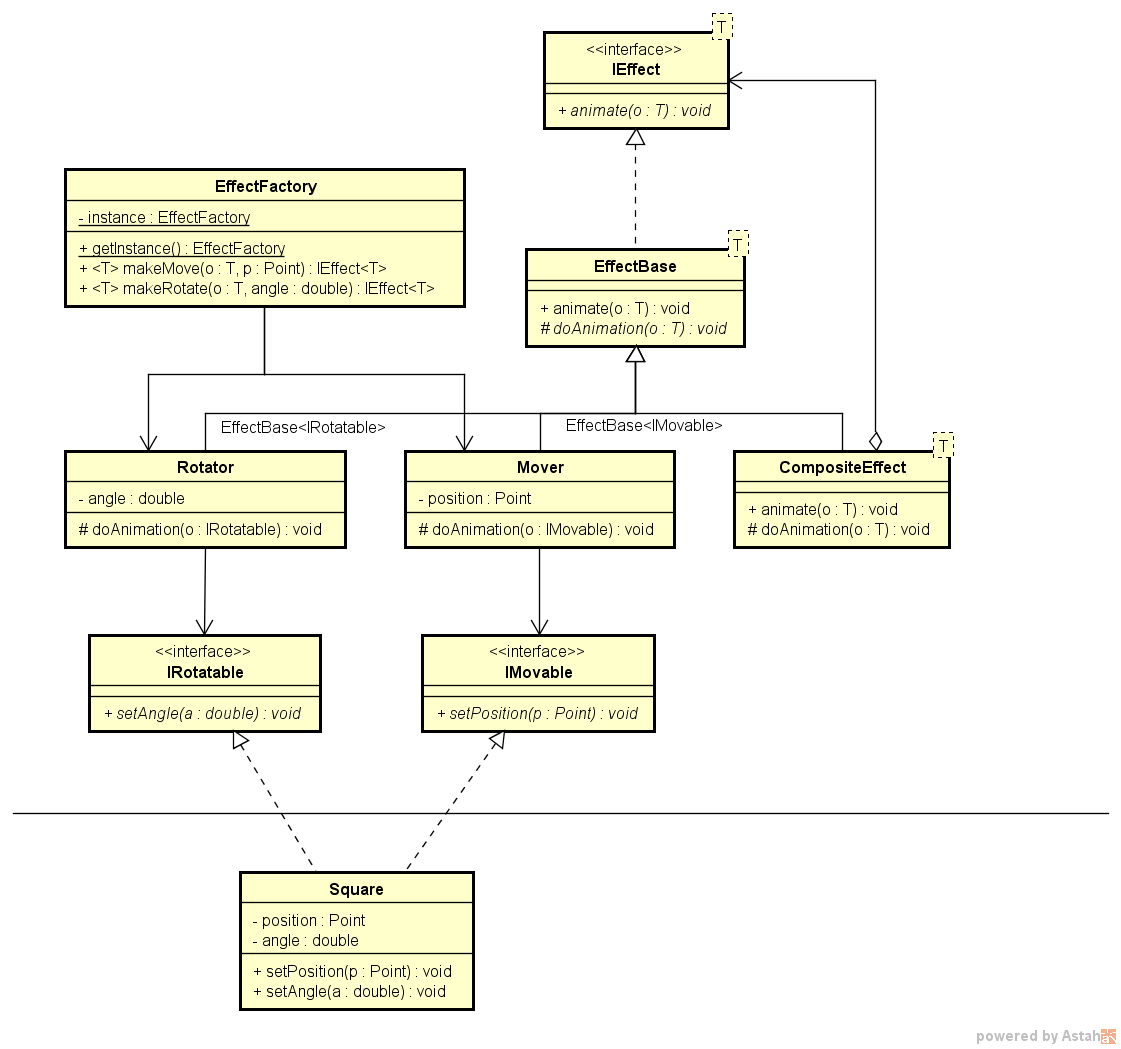 T
<<interface>>
IEffect
+ animate(o : T) : void
EffectFactory
- instance : EffectFactory
+ getInstance() : EffectFactory
+ <T> makeMove(o : T, p : Point) : IEffect<T>
+ <T> makeRotate(o : T, angle : double) : IEffect<T>
T
EffectBase
+ animate(o : T) : void
# doAnimation(o : T) : void
EffectBase<IRotatable>
EffectBase<IMovable>
Rotator
- angle : double
# doAnimation(o : IRotatable) : void
Mover
- position : Point
# doAnimation(o : IMovable) : void
T
CompositeEffect
+ animate(o : T) : void
# doAnimation(o : T) : void
<<interface>>
IRotatable
+ setAngle(a : double) : void
<<interface>>
IMovable
+ setPosition(p : Point) : void
Square
- position : Point
- angle : double
+ setPosition(p : Point) : void
+ setAngle(a : double) : void
powered by Astah